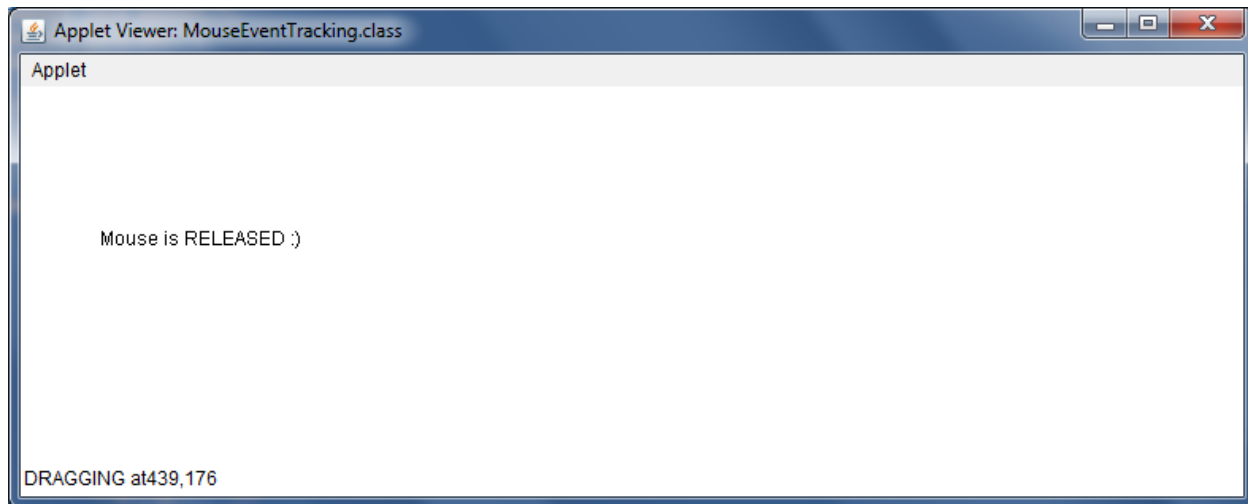 Applet Viewer: MouseEventTracking.class
Applet
Mouse is RELEASED :)
DRAGGING at439,176